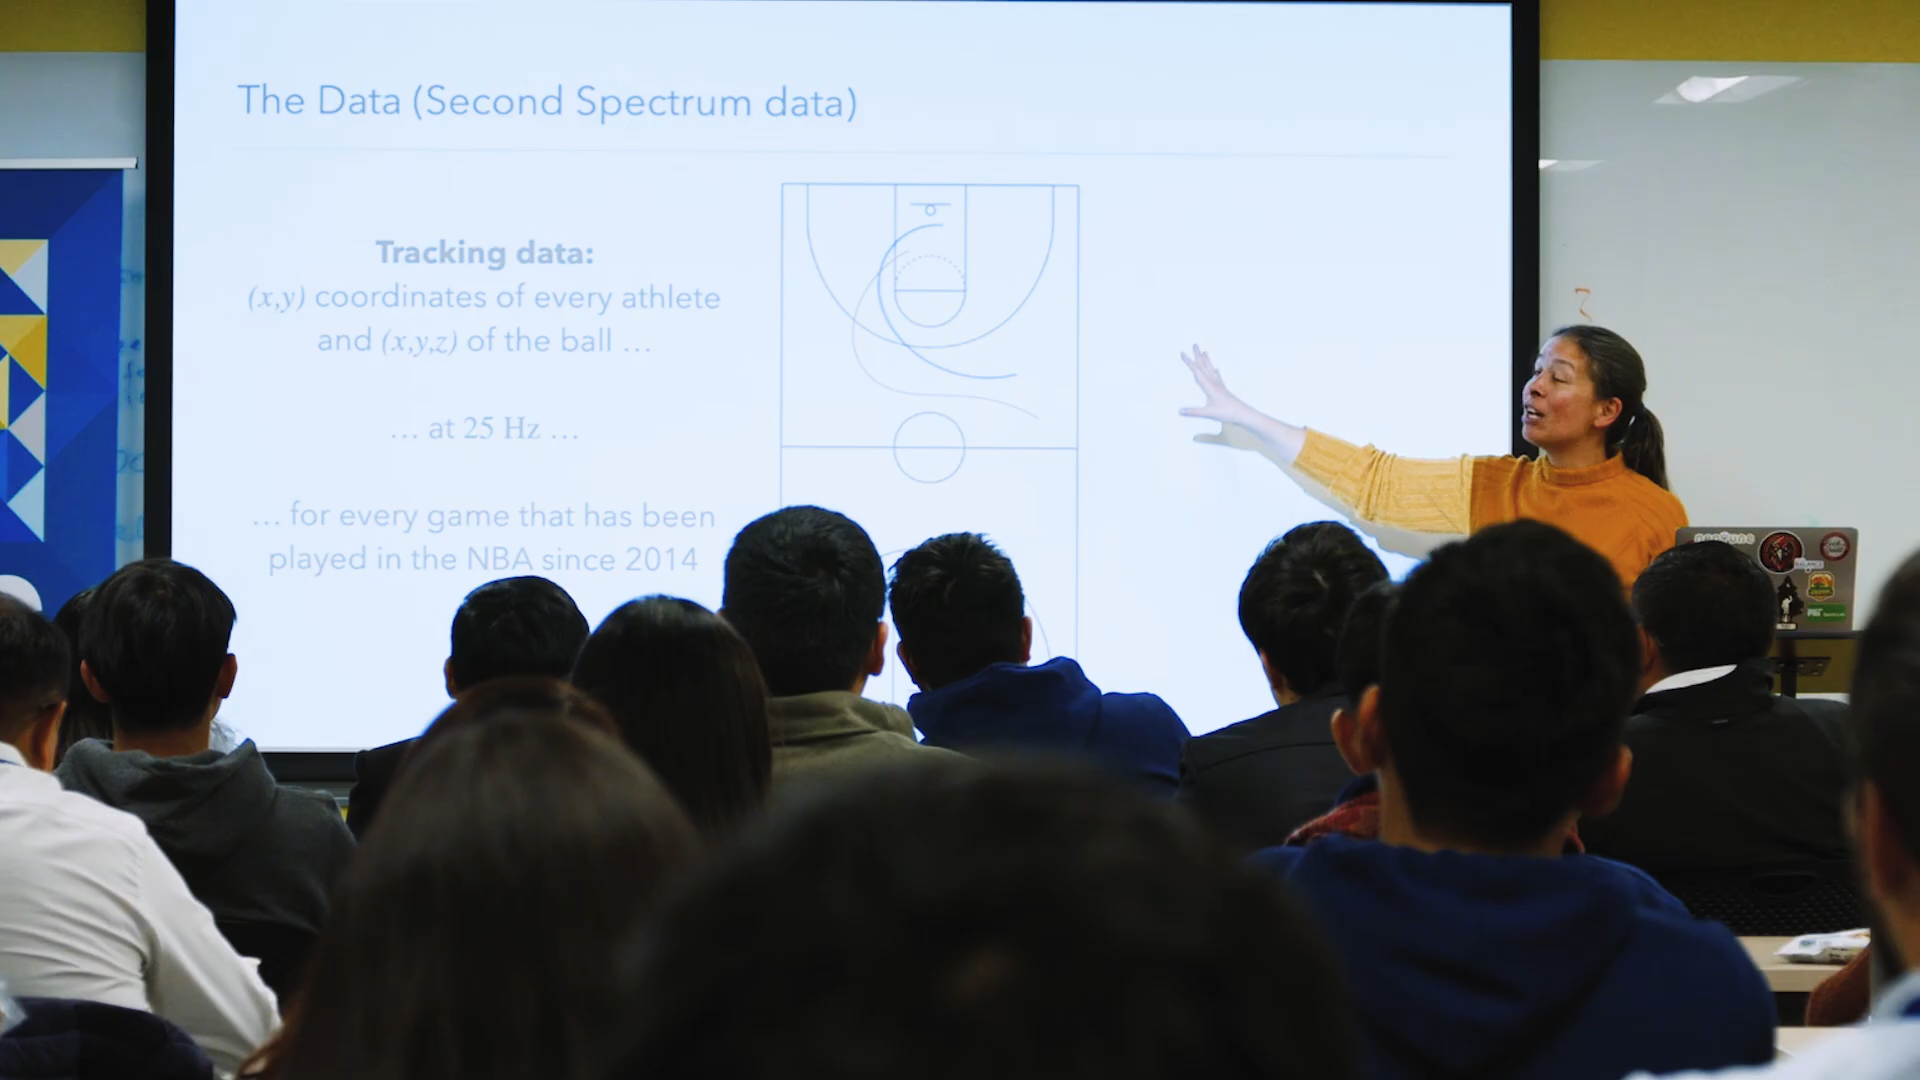 The Data (Second Spectrum data)
Tracking data:
(x,y) coordinates of every athlete
and (x,y,z) of the ball …
… at 25 Hz …
… for every game that has been
played in the NBA since 2014
neptune